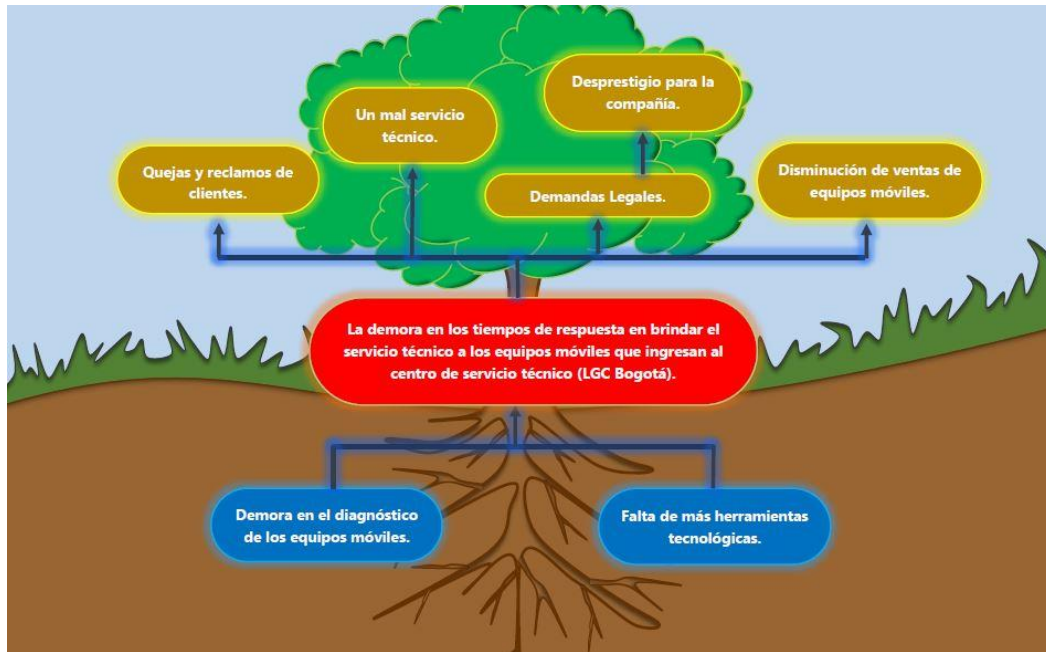 Desprestigio para la
compañía.
Un mal servicio
técnico.
Quejas y reclamos de
clientes.
Demandas Legales.
Disminución de ventas de
equipos móviles.
La demora en los tiempos de respuesta en brindar el
servicio técnico a los equipos móviles que ingresan al
centro de servicio técnico (LGC Bogotá).
Demora en el diagnóstico
de los equipos móviles.
Falta de más herramientas
tecnológicas.